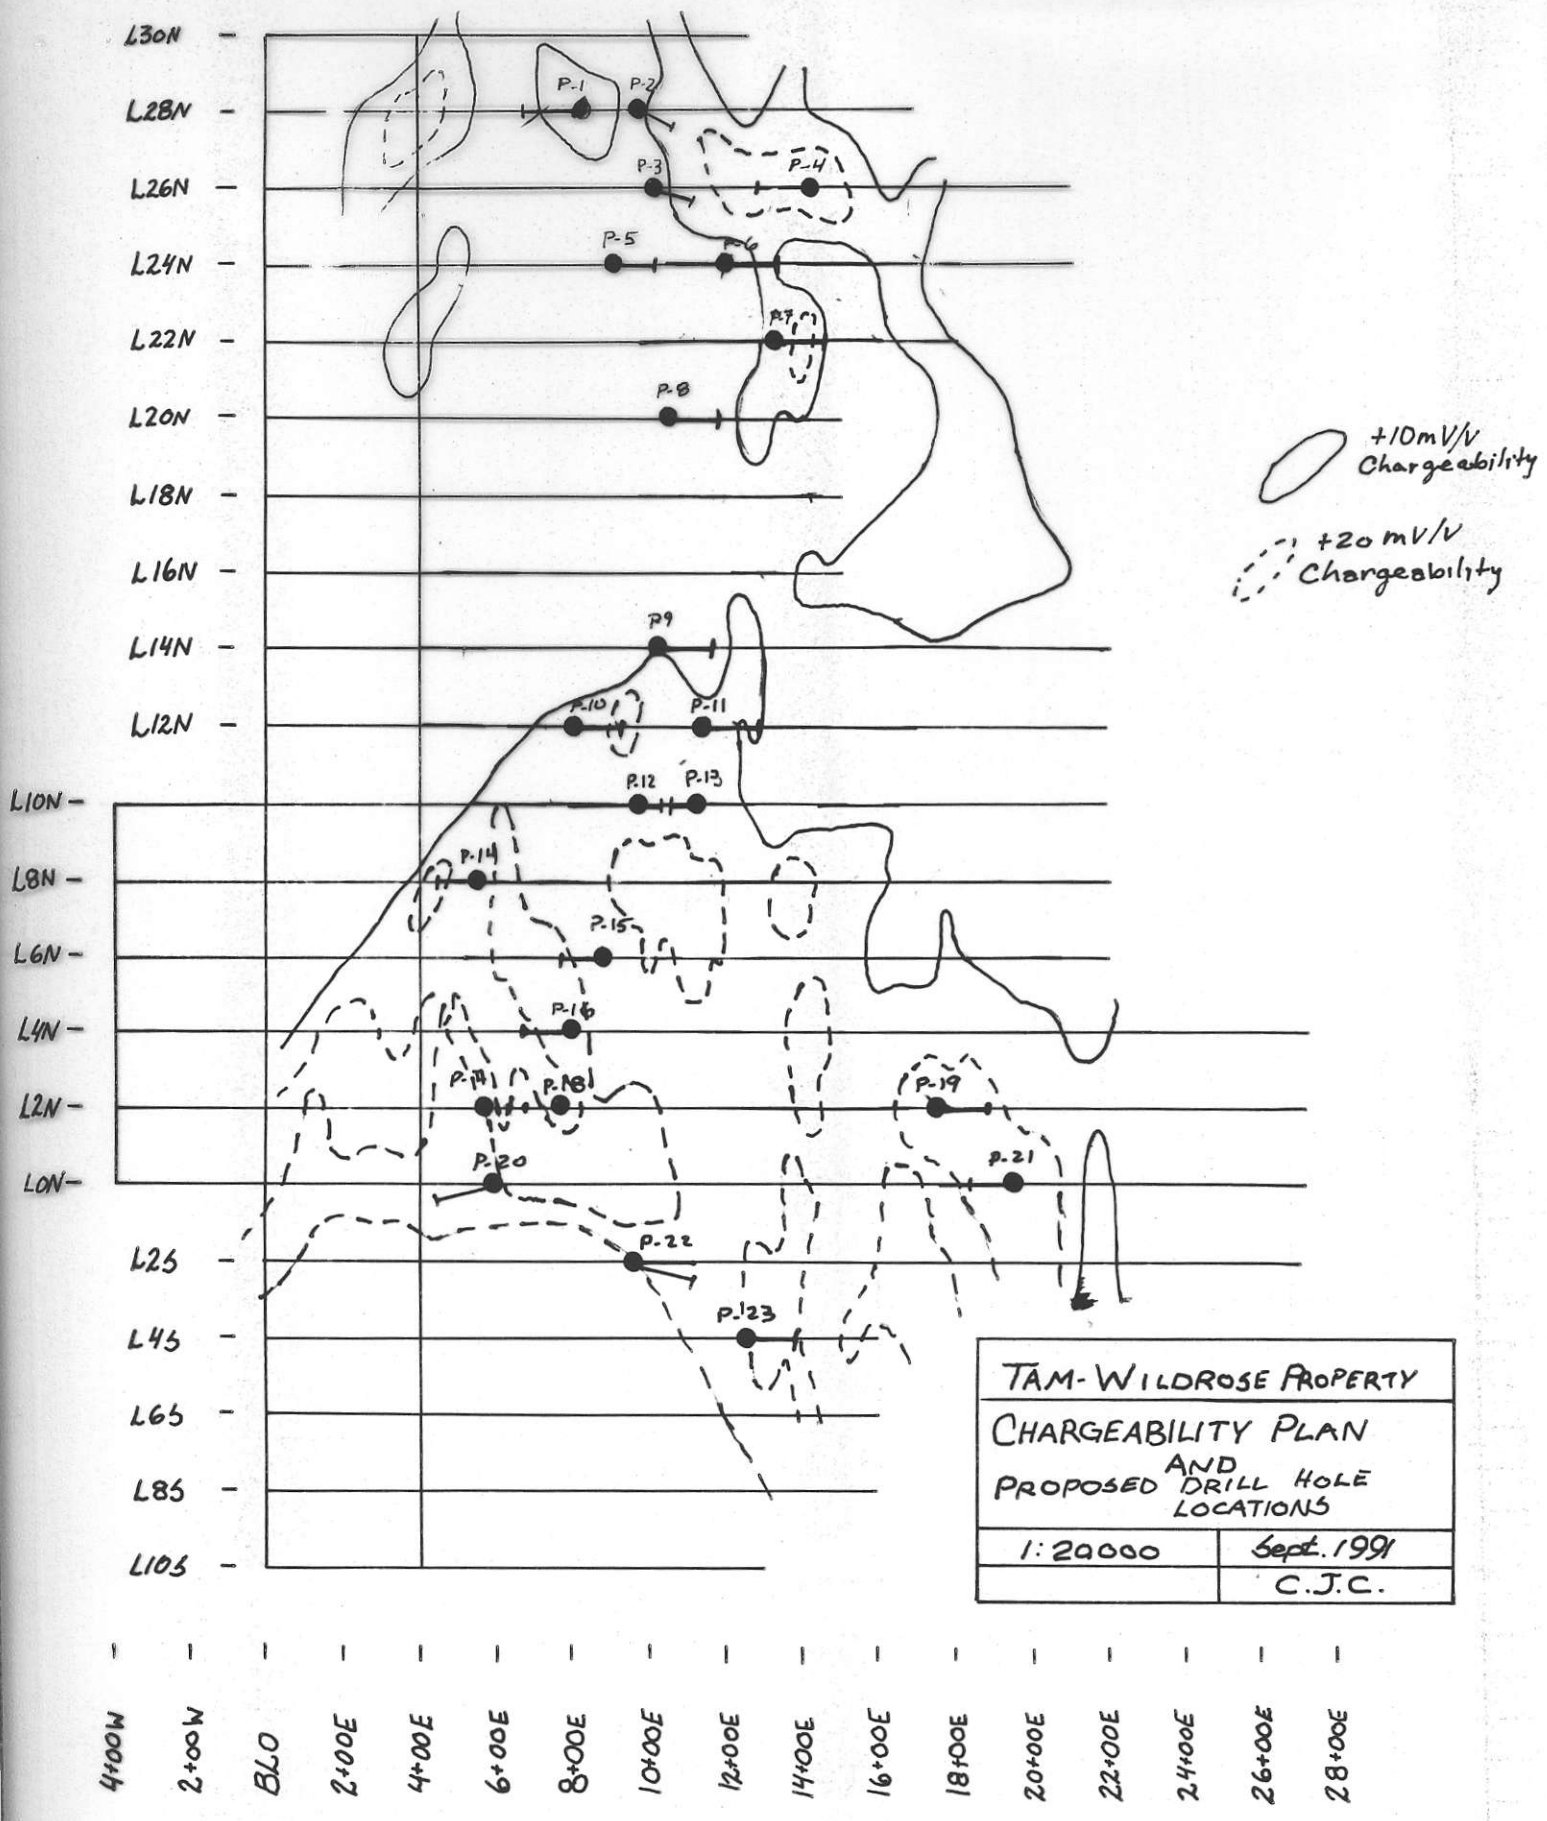 L30N
P-1
P-2
L28N
P-3
P-4
L26N
P-5
P-6
L24N
P-7
L22N
P-8
L20N
+10mV/V
Chargeability
L18N
+20 mV/V
Chargeability
L16N
P9
L14N
P-10
P-11
L12N
P-12
P-13
L10N
P-14
L8N
P-15
L6N
P-16
L4N
P-17
P-18
P-19
L2N
P-20
P-21
L0N
P-22
L2S
P-23
L4S
L6S
L8S
L10S
TAM-WILDROSE PROPERTY
CHARGEABILITY PLAN
AND
PROPOSED DRILL HOLE
LOCATIONS
1:20000
Sept. 1991
C.J.C.
4+00W
2+00W
BLO
2+00E
4+00E
6+00E
8+00E
10+00E
12+00E
14+00E
16+00E
18+00E
20+00E
22+00E
24+00E
26+00E
28+00E